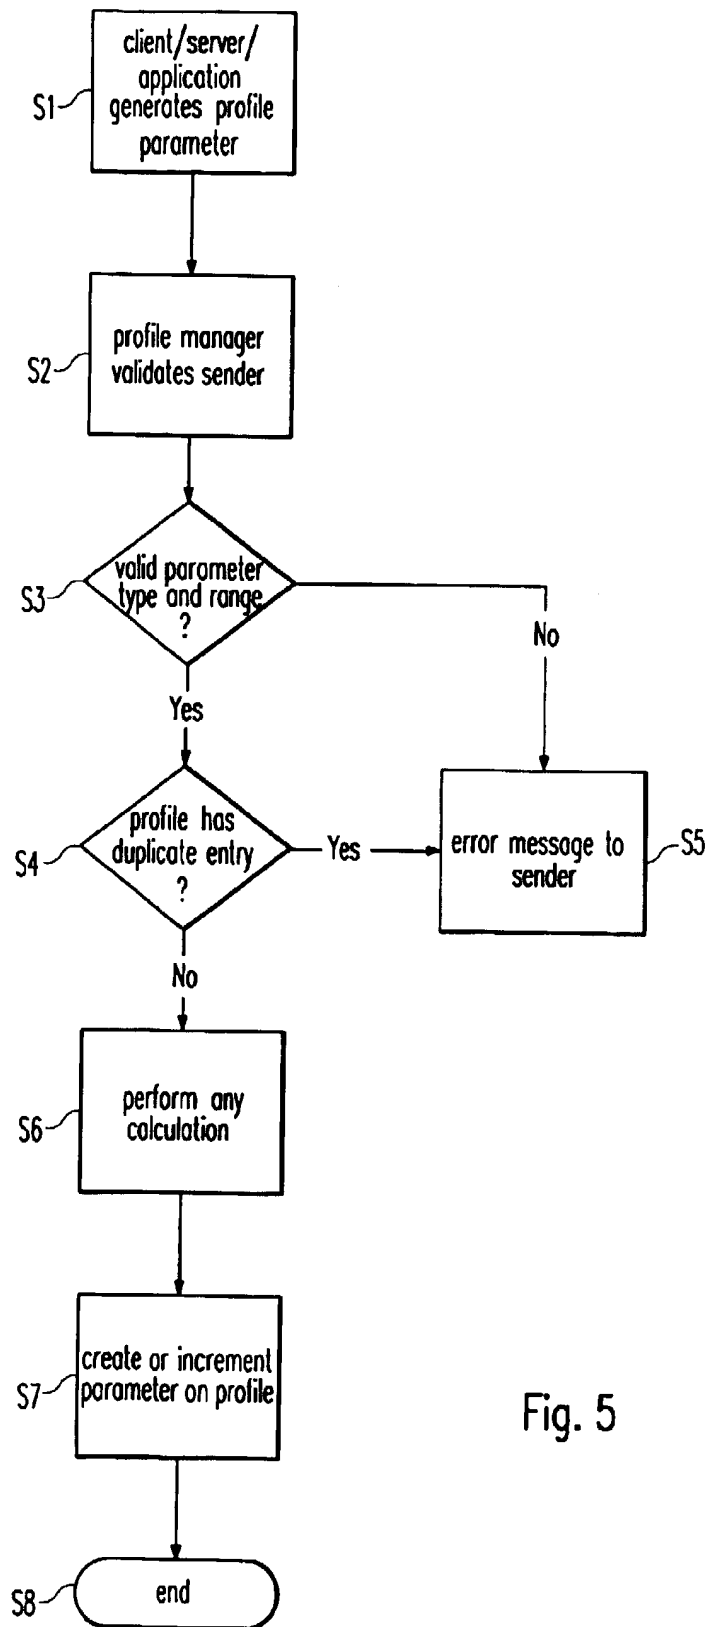 client/server/
application
generates profile
parameter
S1
profile manager
validates sender
S2
valid parameter
type and range
?
S3
No
Yes
profile has
duplicate entry
?
S4
Yes
error message to
sender
S5
No
perform any
calculation
S6
create or increment
parameter on profile
S7
Fig. 5
end
S8